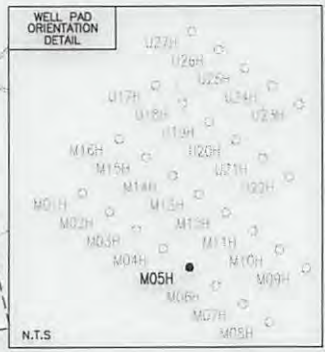 WELL PAD
ORIENTATION
DETAIL
U27H
U26H
U25H
U24H
U23H
U17H
U18H
U19H
U20H
U21H
U22H
M16H
M15H
M14H
M13H
M12H
M11H
M10H
M09H
M01H
M02H
M03H
M04H
M05H
M06H
M07H
M08H
N.T.S